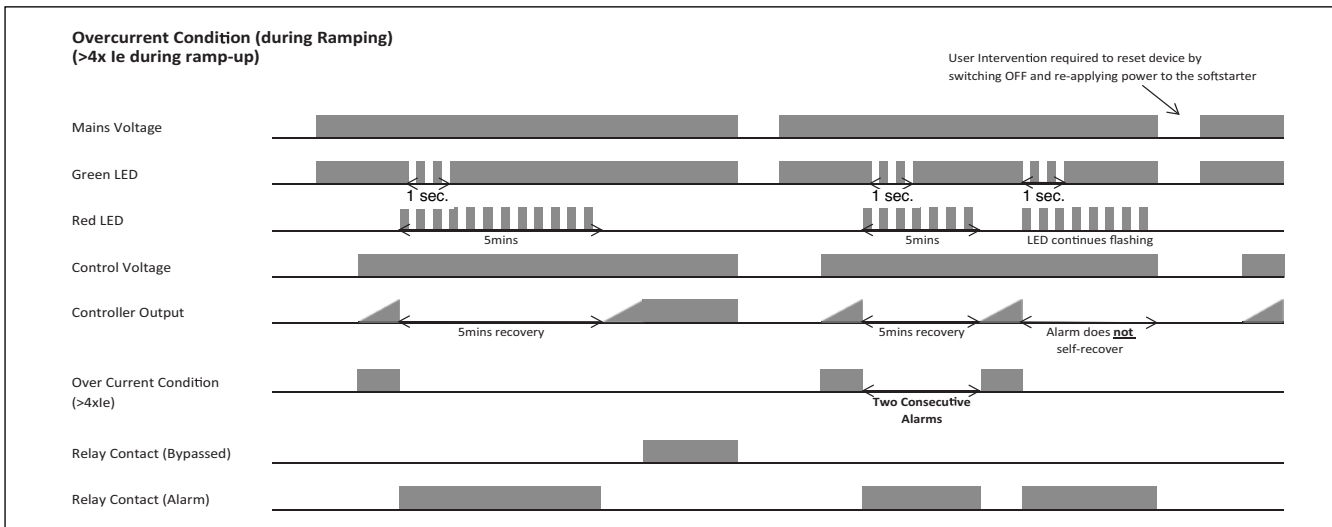 Overcurrent Condition (during Ramping)
(>4x Ie during ramp-up)
User Intervention required to reset device by
switching OFF and re-applying power to the softstarter
Mains Voltage
Green LED
1 sec.
1 sec.
1 sec.
Red LED
5mins
5mins
LED continues flashing
Control Voltage
Controller Output
5mins recovery
5mins recovery
Alarm does not
self-recover
Over Current Condition
(>4xIe)
Two Consecutive
Alarms
Relay Contact (Bypassed)
Relay Contact (Alarm)